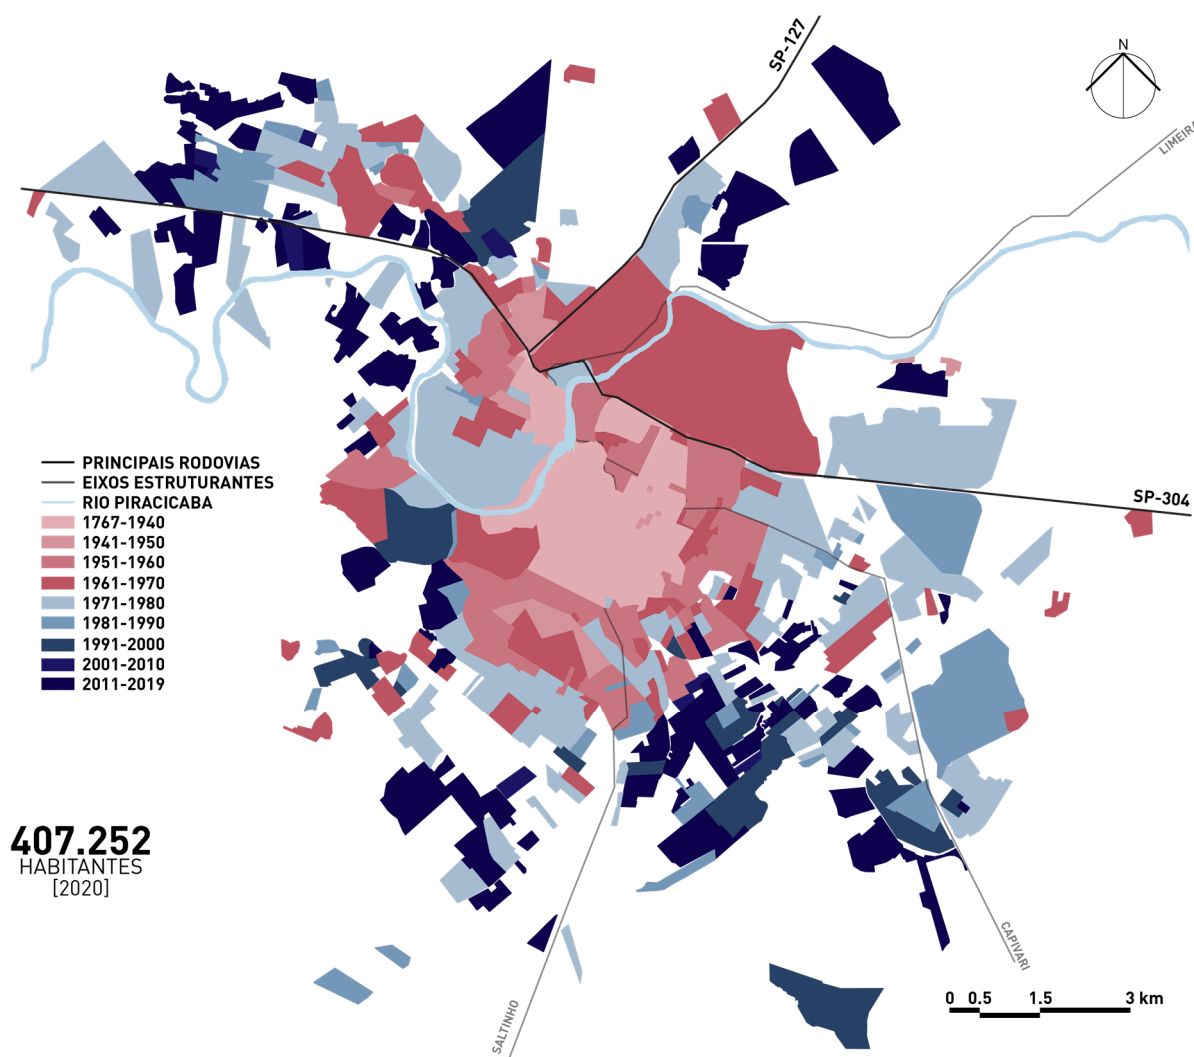 SP-127
N
LIMEIRA
PRINCIPAIS RODOVIAS
EIXOS ESTRUTURANTES
RIO PIRACICABA
1767-1940
1941-1950
1951-1960
1961-1970
1971-1980
1981-1990
1991-2000
2001-2010
2011-2019
SP-304
407.252
HABITANTES
[2020]
CAPIVARI
SALTINHO
0 0.5 1.5 3 km